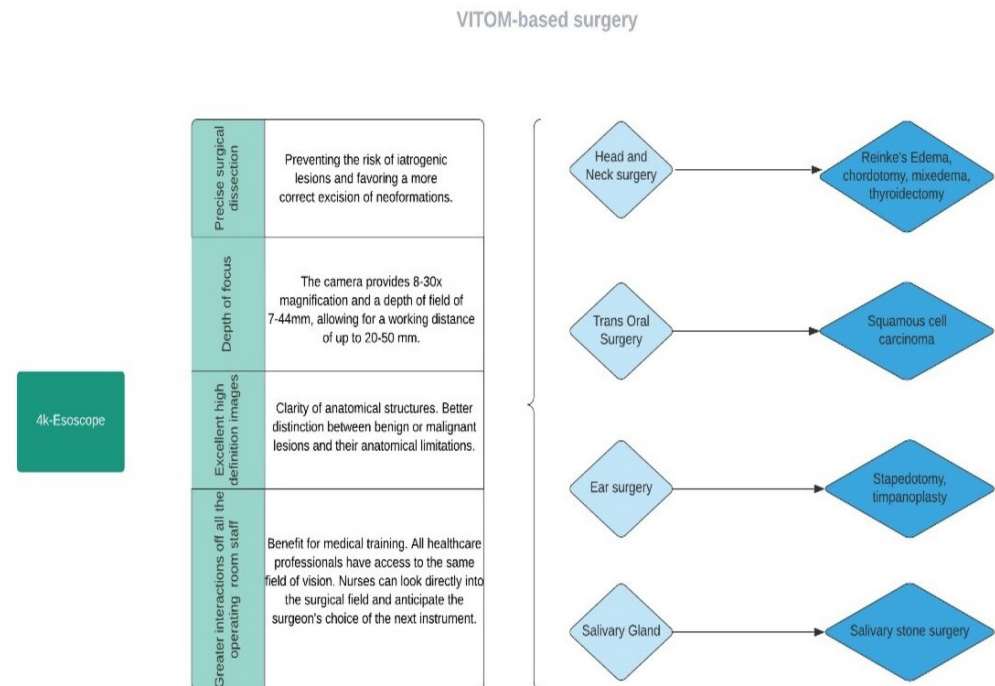 VITOM-based surgery
4k-Esoscope
Precise surgical
dissection
Preventing the risk of iatrogenic
lesions and favoring a more
correct excision of neoformations.
Depth of focus
The camera provides 8-30x
magnification and a depth of field of
7-44mm, allowing for a working distance
of up to 20-50 mm.
Excellent high
definition images
Clarity of anatomical structures. Better
distinction between benign or malignant
lesions and their anatomical limitations.
Greater interactions off all the
operating room staff
Benefit for medical training. All healthcare
professionals have access to the same
field of vision. Nurses can look directly into
the surgical field and anticipate the
surgeon's choice of the next instrument.
Head and
Neck surgery
Reinke's Edema,
chordotomy, mixedema,
thyroidectomy
Trans Oral
Surgery
Squamous cell
carcinoma
Ear surgery
Stapedotomy,
timpanoplasty
Salivary Gland
Salivary stone surgery